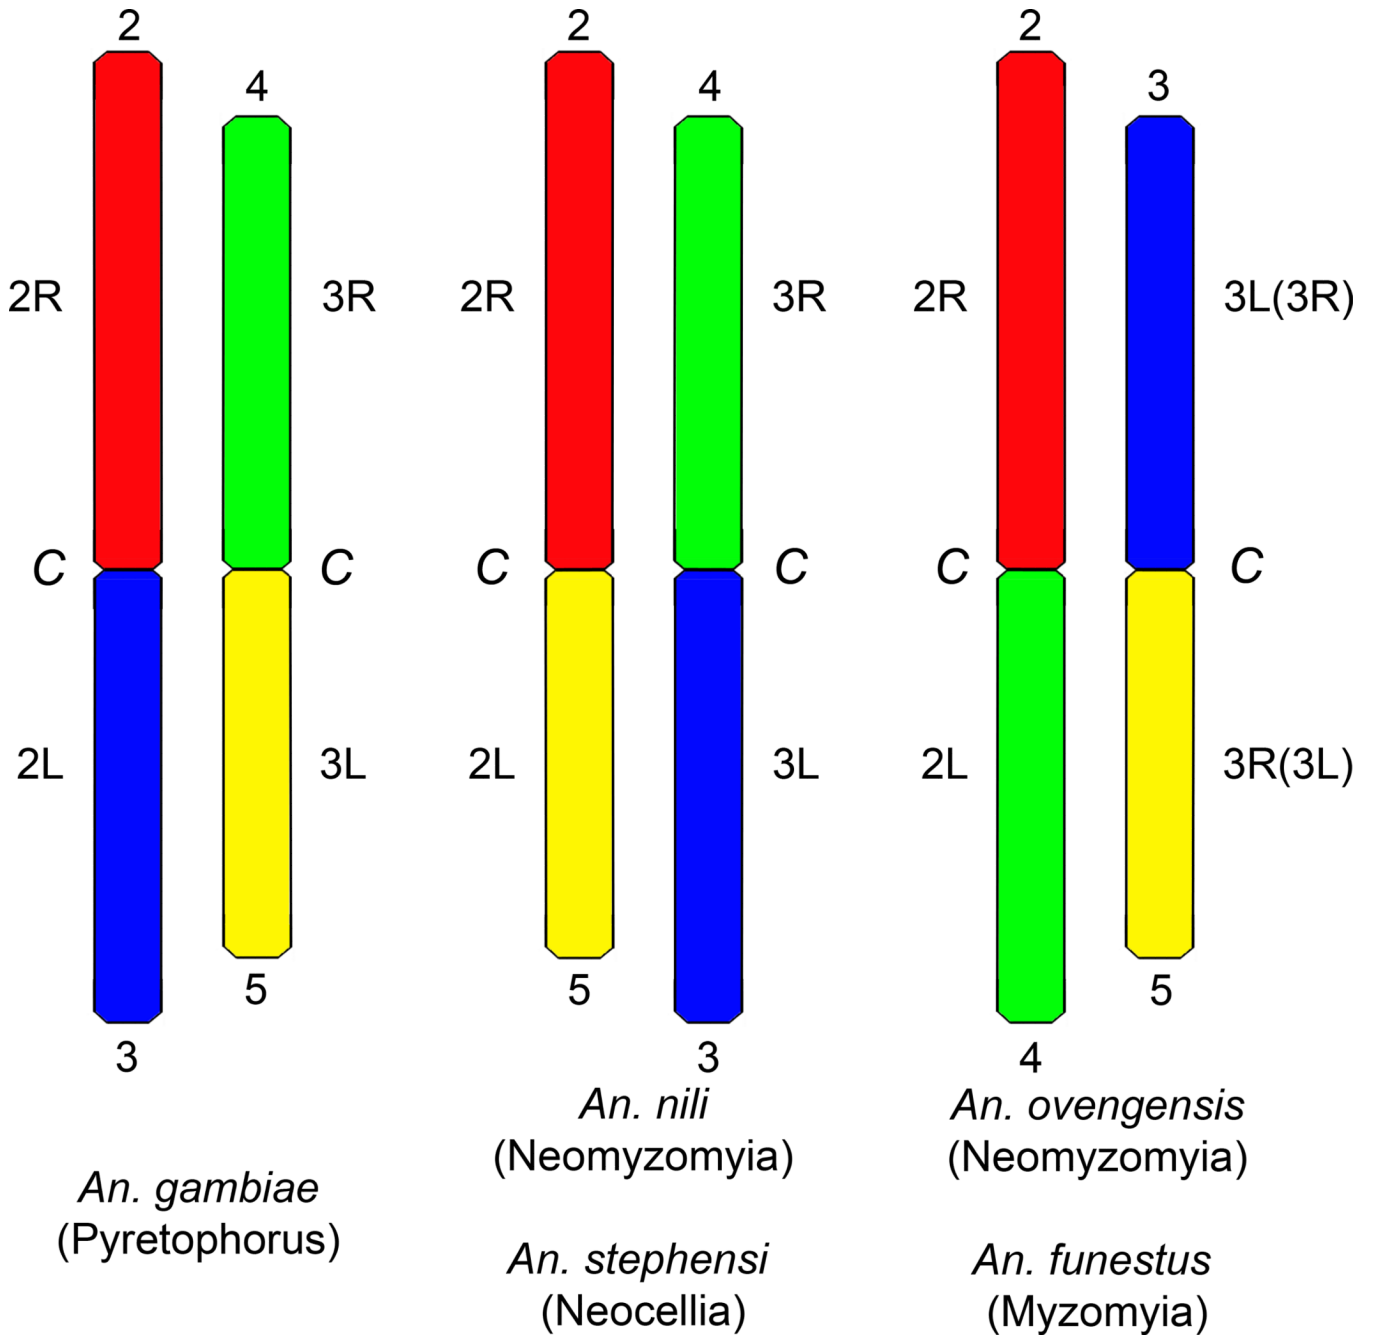 2 2 2
4 4 3
2R 3R 2R 3R 2R 3L(3R)
C C C C C C
2L 3L 2L 3L 2L 3R(3L)
5 5 5
3 3 4
An. nili An. ovengensis
(Neomyzomyia) (Neomyzomyia)
An. gambiae
(Pyretophorus)
An. stephensi An. funestus
(Neocellia) (Myzomyia)